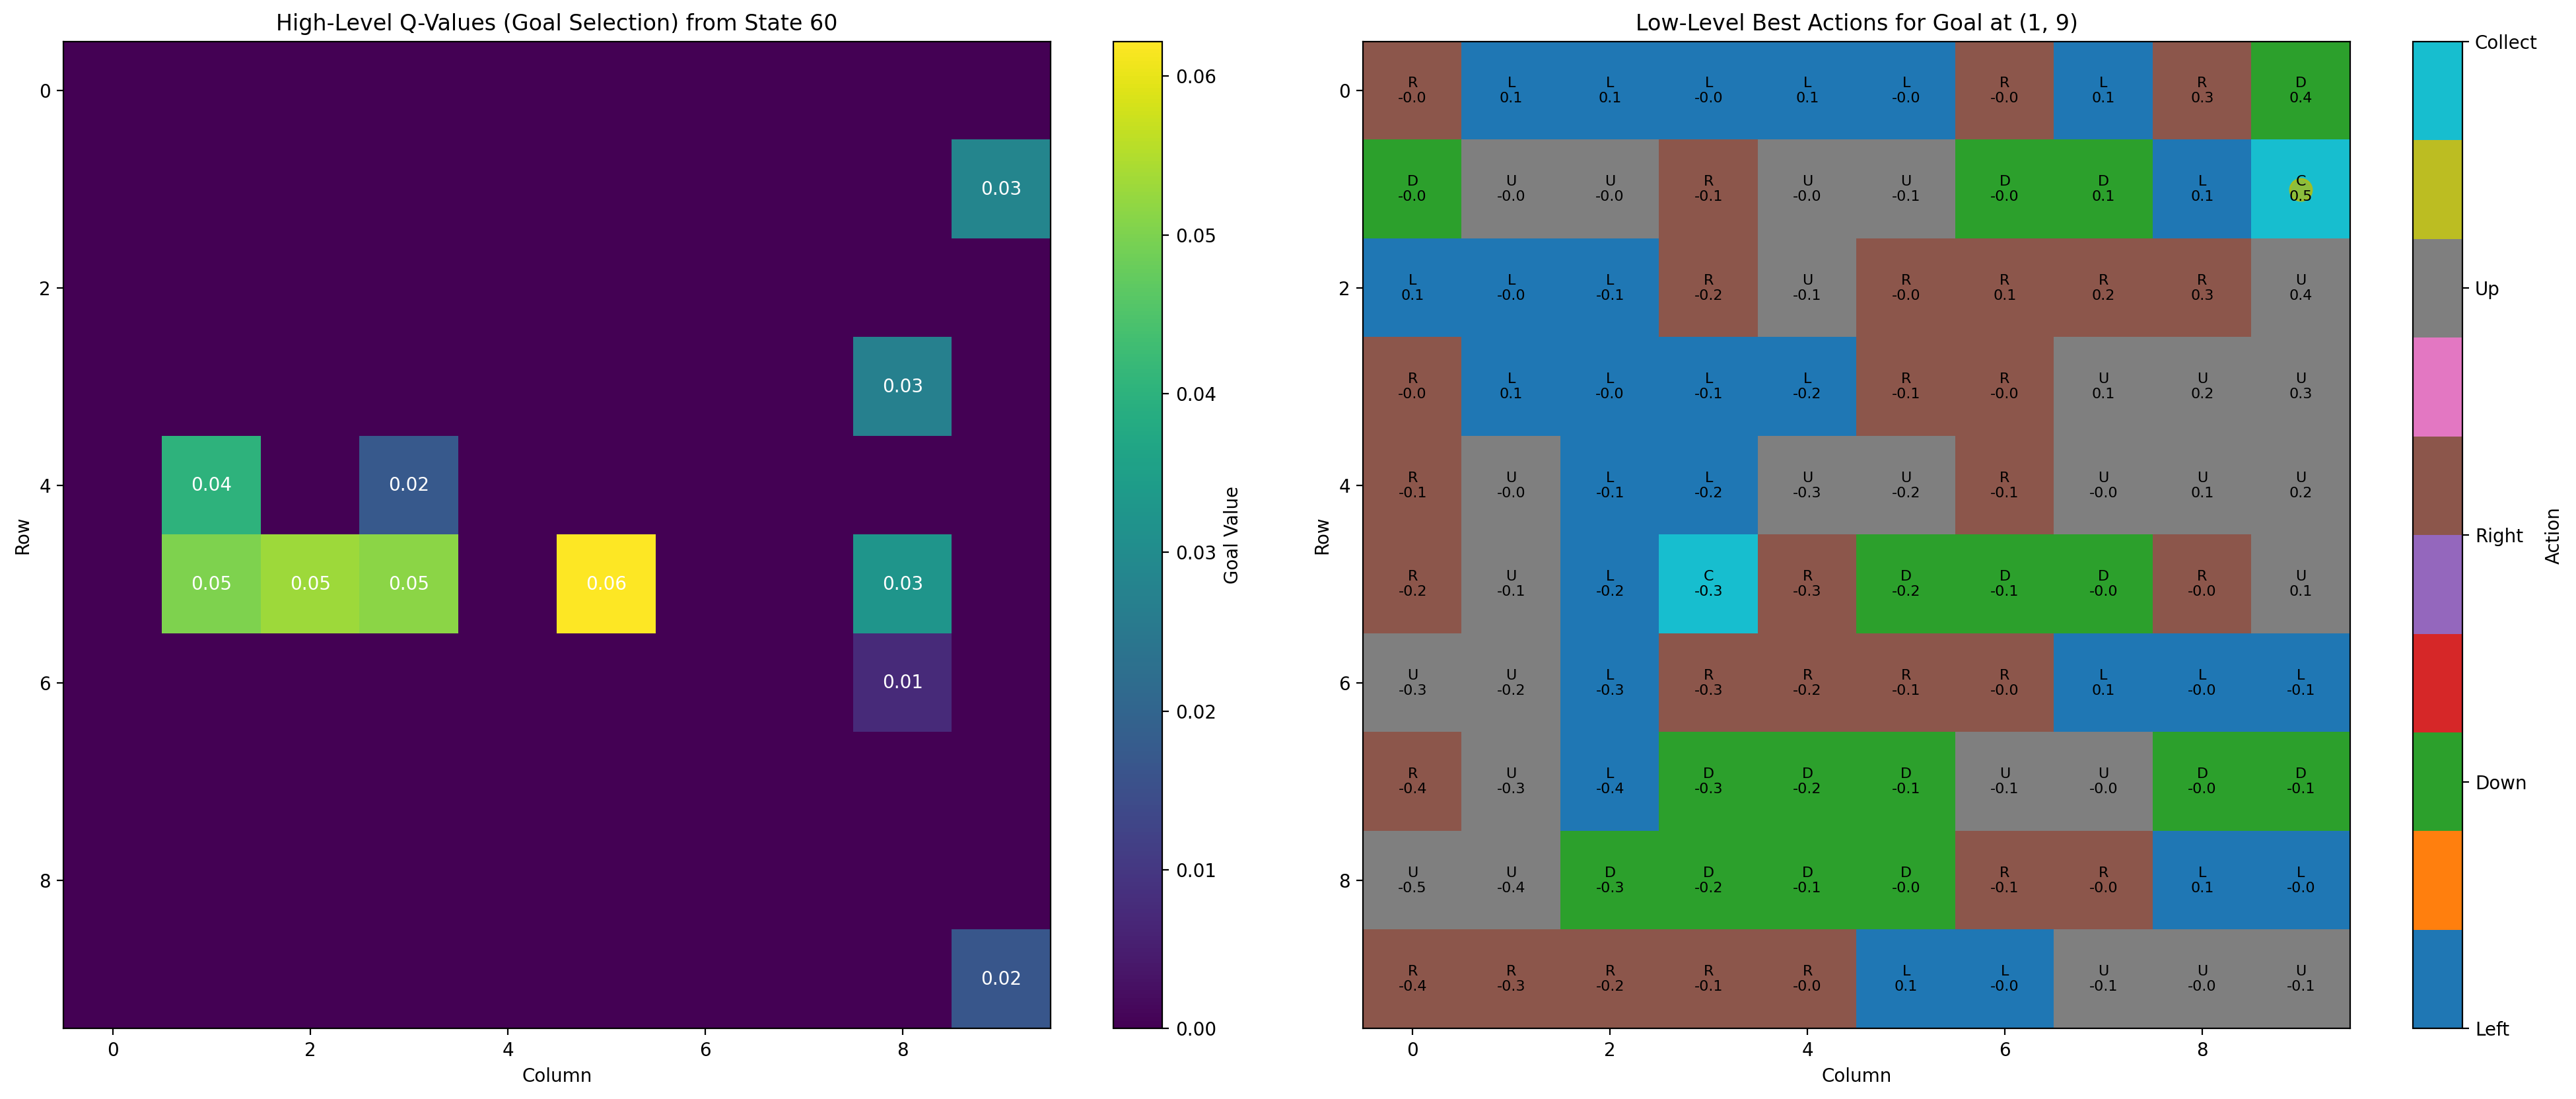 High-Level Q-Values (Goal Selection) from State 60
0
2
4
6
8
Row
0.03
0.03
0.04 0.02
0.05 0.05 0.05 0.06 0.03
0.01
0.02
0 2 4 6 8
Column
0.06
0.05
0.04
0.03
0.02
0.01
0.00
Goal Value
Low-Level Best Actions for Goal at (1, 9)
0
2
4
6
8
Row
R L L L L L R L R D
-0.0 0.1 0.1 -0.0 0.1 -0.0 -0.0 0.1 0.3 0.4
D U U R U U D D L C
-0.0 -0.0 -0.0 -0.1 -0.0 -0.1 -0.0 0.1 0.1 0.5
L L L R U R R R R U
0.1 -0.0 -0.1 -0.2 -0.1 -0.0 0.1 0.2 0.3 0.4
R L L L L R R U U U
-0.0 0.1 -0.0 -0.1 -0.2 -0.1 -0.0 0.1 0.2 0.3
R U L L U U R U U U
-0.1 -0.0 -0.1 -0.2 -0.3 -0.2 -0.1 -0.0 0.1 0.2
R U L C R D D D R U
-0.2 -0.1 -0.2 -0.3 -0.3 -0.2 -0.1 -0.0 -0.0 0.1
U U L R R R R L L L
-0.3 -0.2 -0.3 -0.3 -0.2 -0.1 -0.0 0.1 -0.0 -0.1
R U L D D D U U D D
-0.4 -0.3 -0.4 -0.3 -0.2 -0.1 -0.1 -0.0 -0.0 -0.1
U U D D D D R R L L
-0.5 -0.4 -0.3 -0.2 -0.1 -0.0 -0.1 -0.0 0.1 -0.0
R R R R R L L U U U
-0.4 -0.3 -0.2 -0.1 -0.0 0.1 -0.0 -0.1 -0.0 -0.1
0 2 4 6 8
Column
Collect
Up
Right
Down
Left
Action